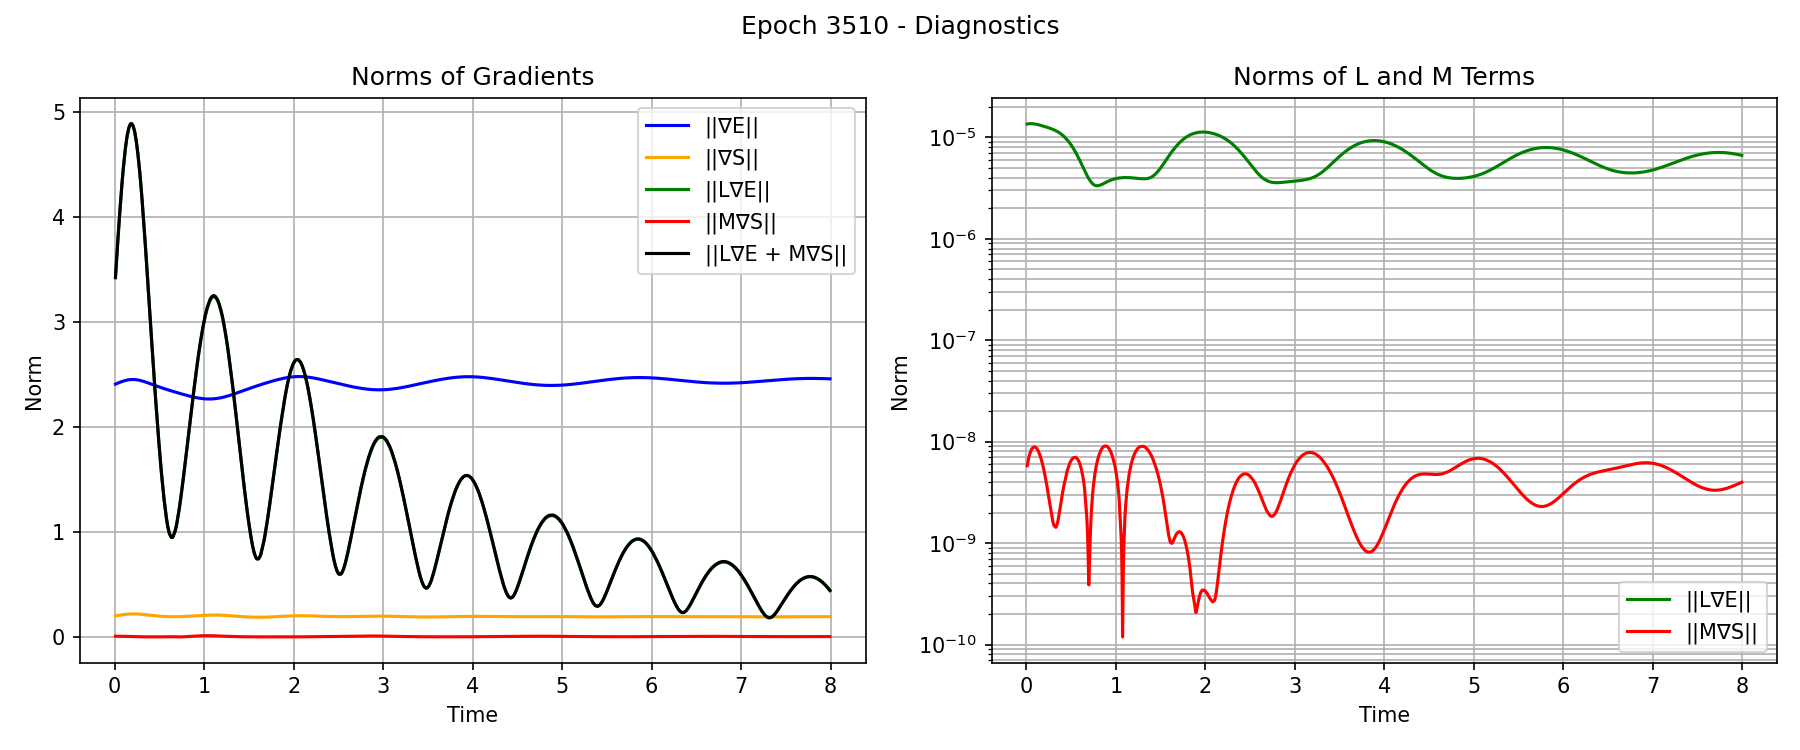 Epoch 3510 - Diagnostics
Norms of Gradients
Norm
5
4
3
2
1
0
||∇E||
||∇S||
||L∇E||
||M∇S||
||L∇E + M∇S||
0 1 2 3 4 5 6 7 8
Time
Norms of L and M Terms
Norm
10⁻⁵
10⁻⁶
10⁻⁷
10⁻⁸
10⁻⁹
10⁻¹⁰
||L∇E||
||M∇S||
0 1 2 3 4 5 6 7 8
Time